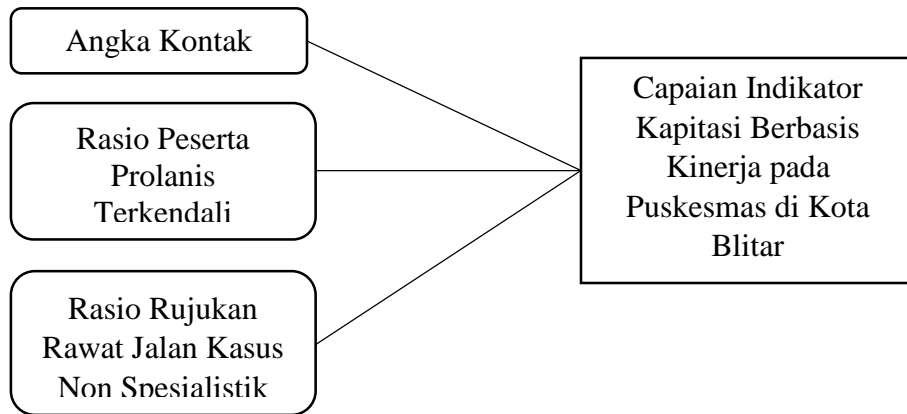 Angka Kontak
Rasio Peserta
Prolanis
Terkendali
Rasio Rujukan
Rawat Jalan Kasus
Non Spesialistik
Capaian Indikator
Kapitasi Berbasis
Kinerja pada
Puskesmas di Kota
Blitar